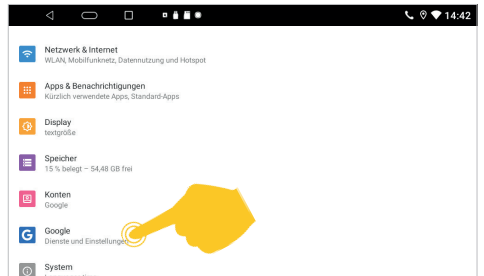 14:42
Netzwerk & Internet
WLAN, Mobilfunknetz, Datennutzung und Hotspot
Apps & Benachrichtigungen
Kürzlich verwendete Apps, Standard-Apps
Display
textgröße
Speicher
15 % belegt – 54,48 GB frei
Konten
Google
G
Google
Dienste und Einstellungen
System